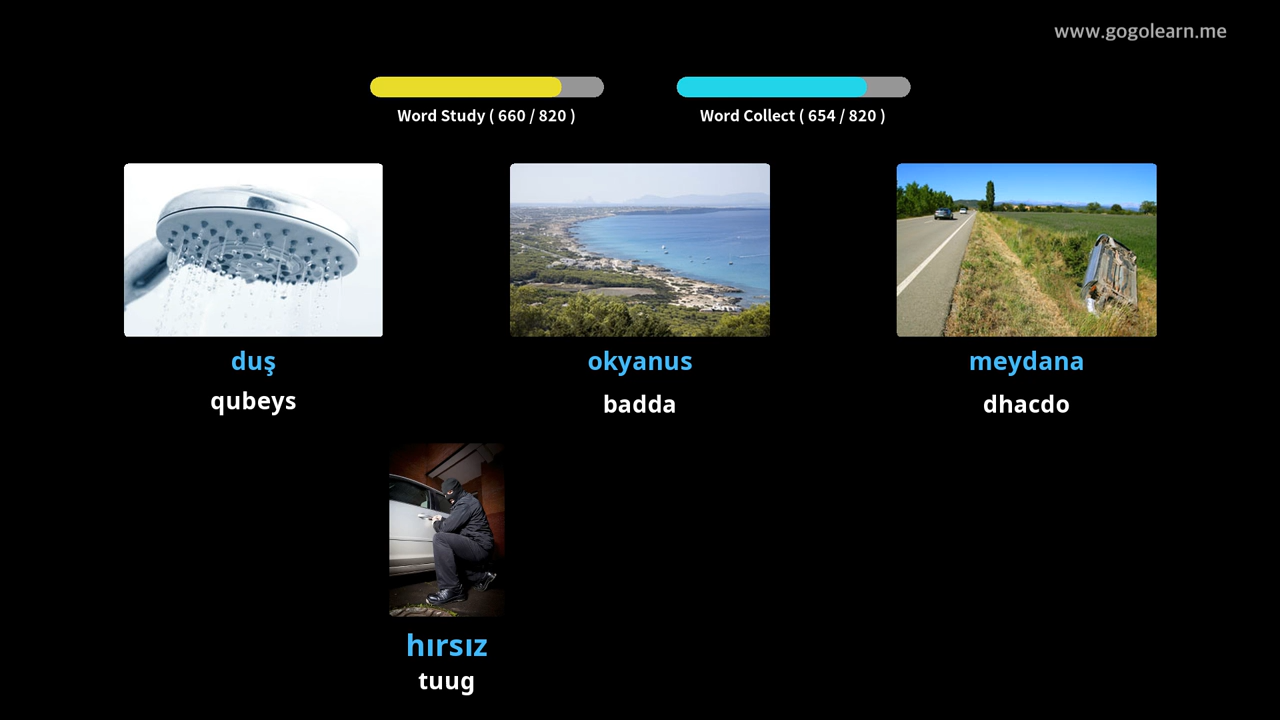 www.gogolearn.me
Word Study ( 660 / 820 )
Word Collect ( 654 / 820 )
duş
okyanus
meydana
qubeys
badda
dhacdo
hırsız
tuug